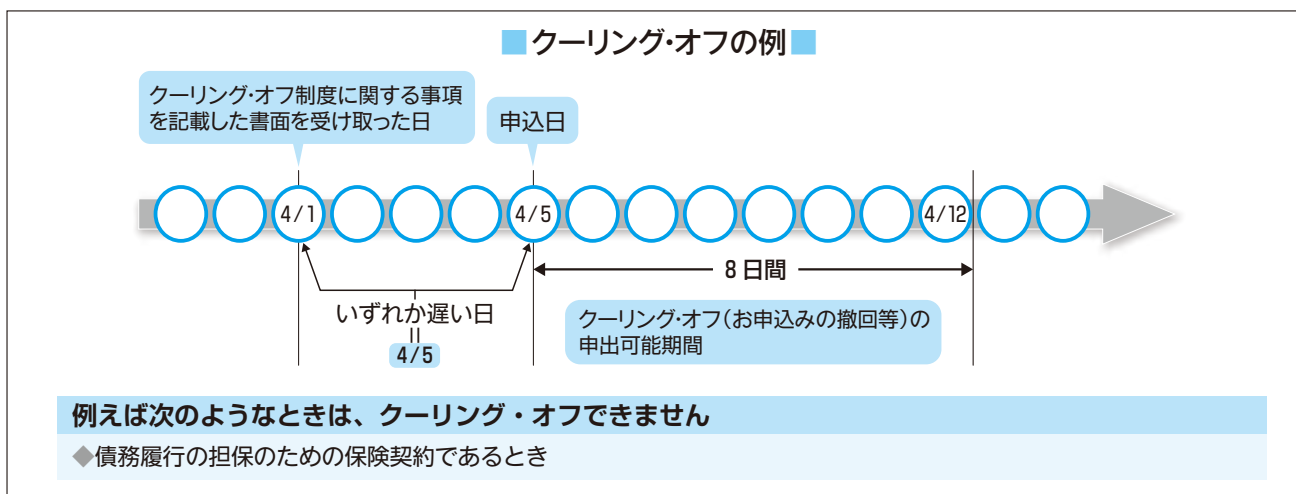 ■クーリング・オフの例■
クーリング・オフ制度に関する事項
を記載した書面を受け取った日
申込日
4/1
4/5
4/12
8日間
いずれか遅い日
=
4/5
クーリング・オフ(お申込みの撤回等)の
申出可能期間
例えば次のようなときは、クーリング・オフできません
◆債務履行の担保のための保険契約であるとき